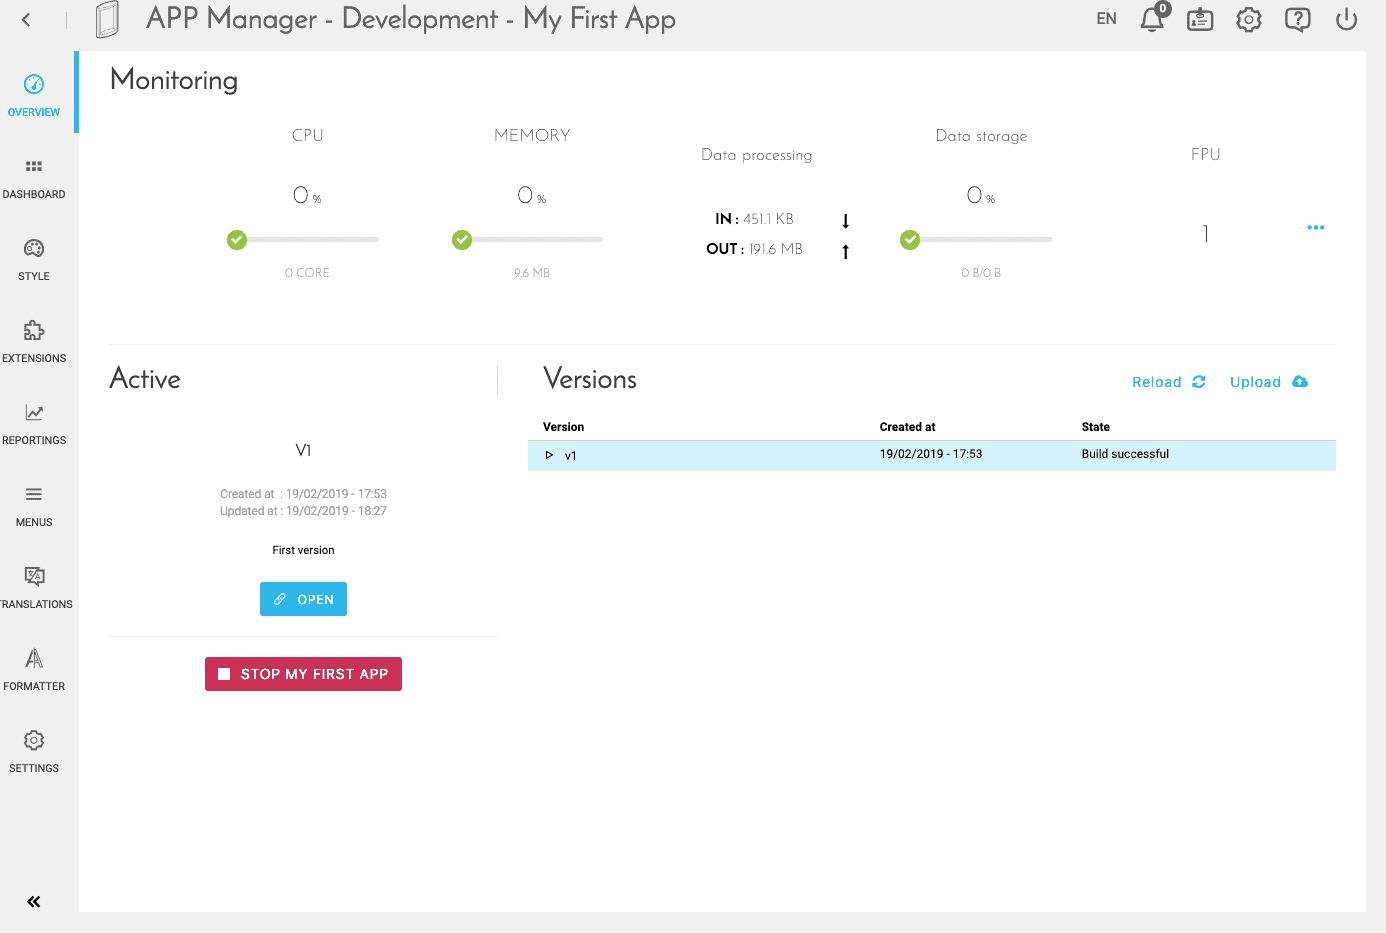 APP Manager - Development - My First App
EN
0
OVERVIEW
DASHBOARD
STYLE
EXTENSIONS
REPORTINGS
MENUS
TRANSLATIONS
FORMATTER
SETTINGS
Monitoring
CPU
0 %
0 CORE
MEMORY
0 %
9.6 MB
Data processing
IN : 451.1 KB
OUT : 191.6 MB
Data storage
0 %
0 B/0 B
FPU
1
Active
V1
Created at : 19/02/2019 - 17:53
Updated at : 19/02/2019 - 18:27
First version
OPEN
STOP MY FIRST APP
Versions
Reload
Upload
Version Created at State
v1 19/02/2019 - 17:53 Build successful